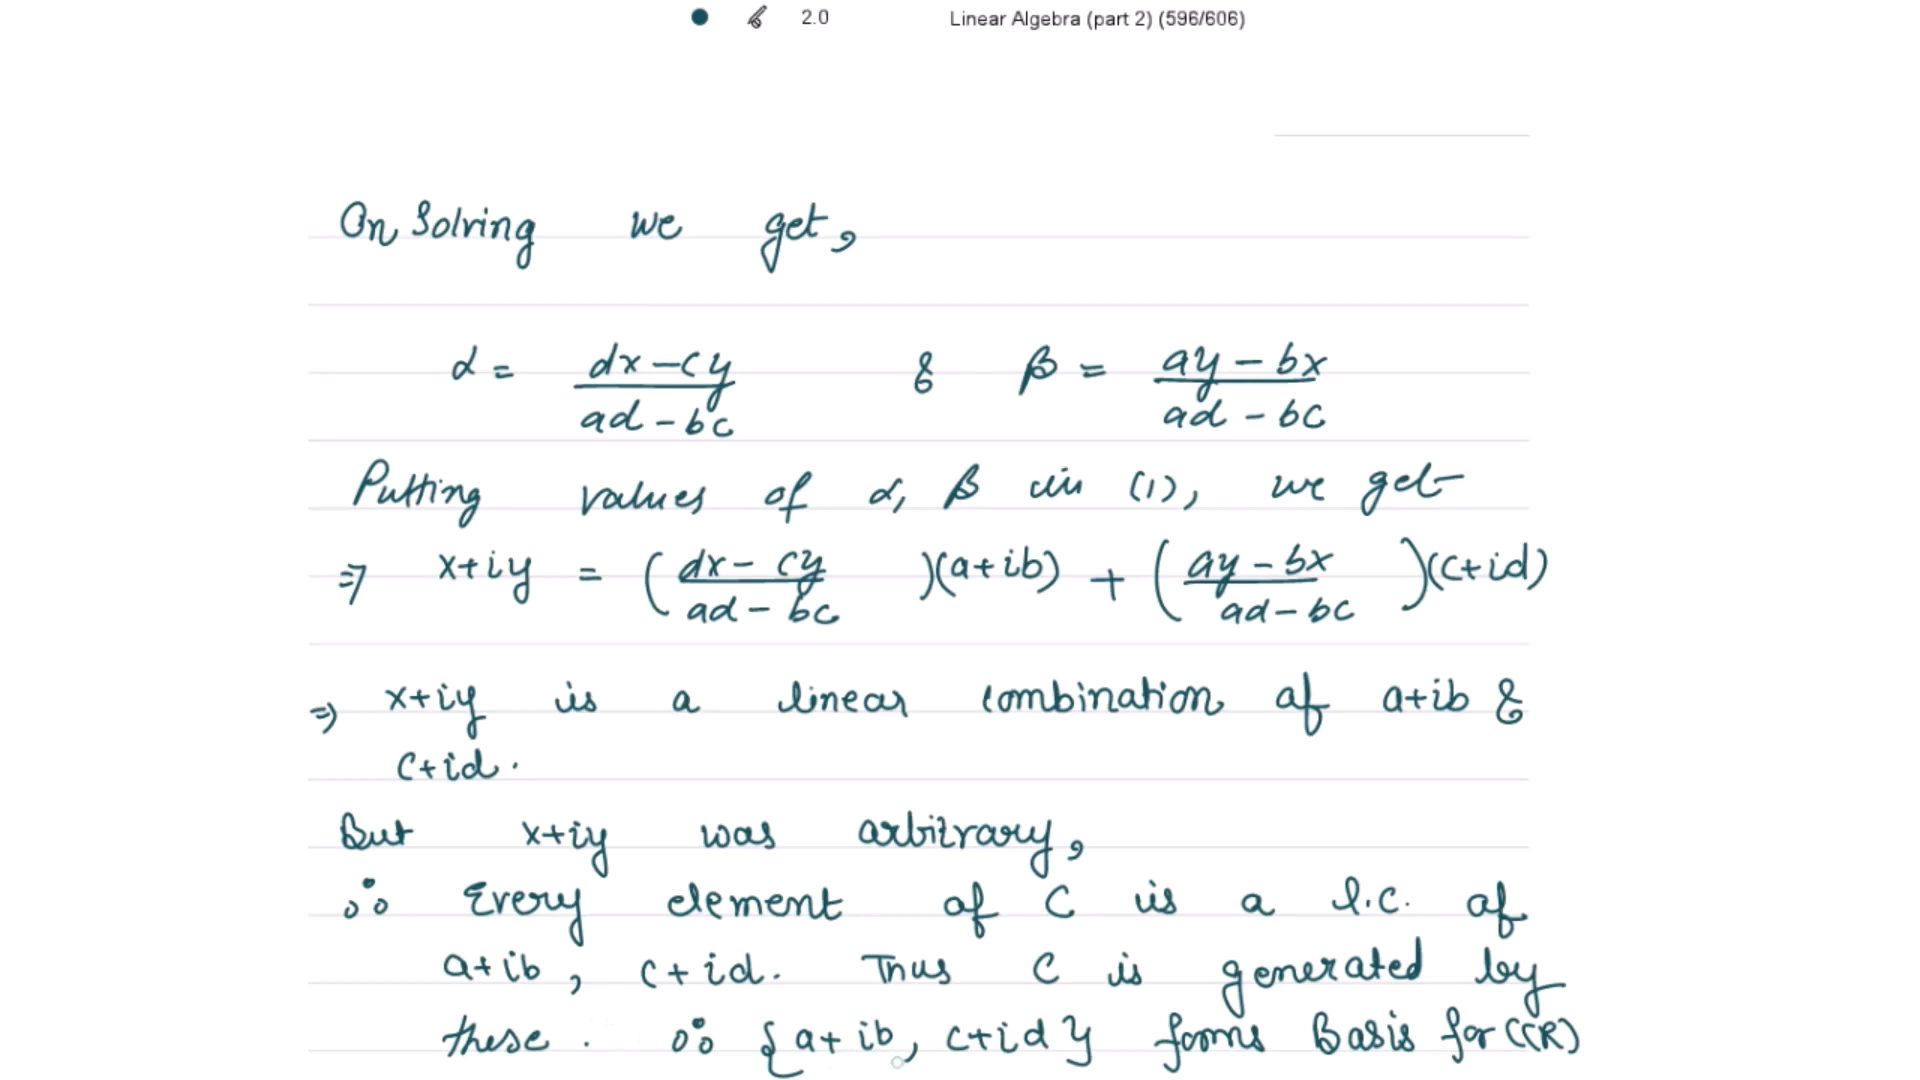 2.0 Linear Algebra (part 2) (596/606)
On Solving we get,
α = dx-cy/ad-bc & β = ay-bx/ad-bc
Putting values of α, β in (1), we get
⇒ x+iy = (dx-cy/ad-bc)(a+ib) + (ay-bx/ad-bc)(c+id)
⇒ x+iy is a linear combination of a+ib &
c+id.
But x+iy was arbitrary,
∴ Every element of C is a l.c. of
a+ib, c+id. Thus C is generated by
these. ∴ {a+ib, c+id} forms Basis for C(R)